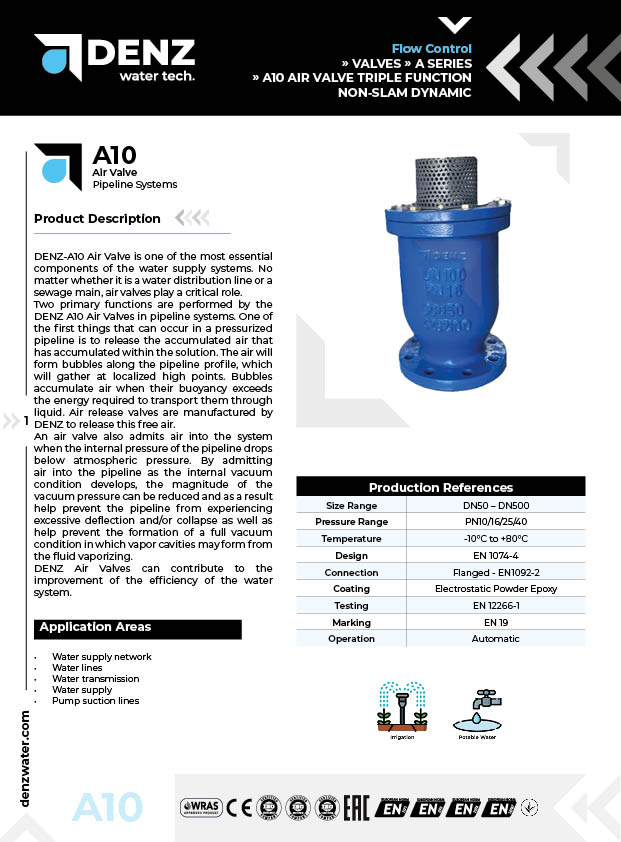 DENZ
water tech.
Flow Control
» VALVES » A SERIES
» A10 AIR VALVE TRIPLE FUNCTION
NON-SLAM DYNAMIC
A10
Air Valve
Pipeline Systems
Product Description
DENZ-A10 Air Valve is one of the most essential
components of the water supply systems. No
matter whether it is a water distribution line or a
sewage main, air valves play a critical role.
Two primary functions are performed by the
DENZ A10 Air Valves in pipeline systems. One of
the first things that can occur in a pressurized
pipeline is to release the accumulated air that
has accumulated within the solution. The air will
form bubbles along the pipeline profile, which
will gather at localized high points. Bubbles
accumulate air when their buoyancy exceeds
the energy required to transport them through
liquid. Air release valves are manufactured by
DENZ to release this free air.
An air valve also admits air into the system
when the internal pressure of the pipeline drops
below atmospheric pressure. By admitting
air into the pipeline as the internal vacuum
condition develops, the magnitude of the
vacuum pressure can be reduced and as a result
help prevent the pipeline from experiencing
excessive deflection and/or collapse as well as
help prevent the formation of a full vacuum
condition in which vapor cavities may form from
the fluid vaporizing.
DENZ Air Valves can contribute to the
improvement of the efficiency of the water
system.
1
Application Areas
• Water supply network
• Water lines
• Water transmission
• Water supply
• Pump suction lines
DENZ
DN100
PN16
Production References
Size Range DN50 – DN500
Pressure Range PN10/16/25/40
Temperature -10°C to +80°C
Design EN 1074-4
Connection Flanged - EN1092-2
Coating Electrostatic Powder Epoxy
Testing EN 12266-1
Marking EN 19
Operation Automatic
Irrigation
Potable Water
denzwater.com
A10
WRAS
APPROVED PRODUCT
CE
EAC
EN
EN
EN
EN